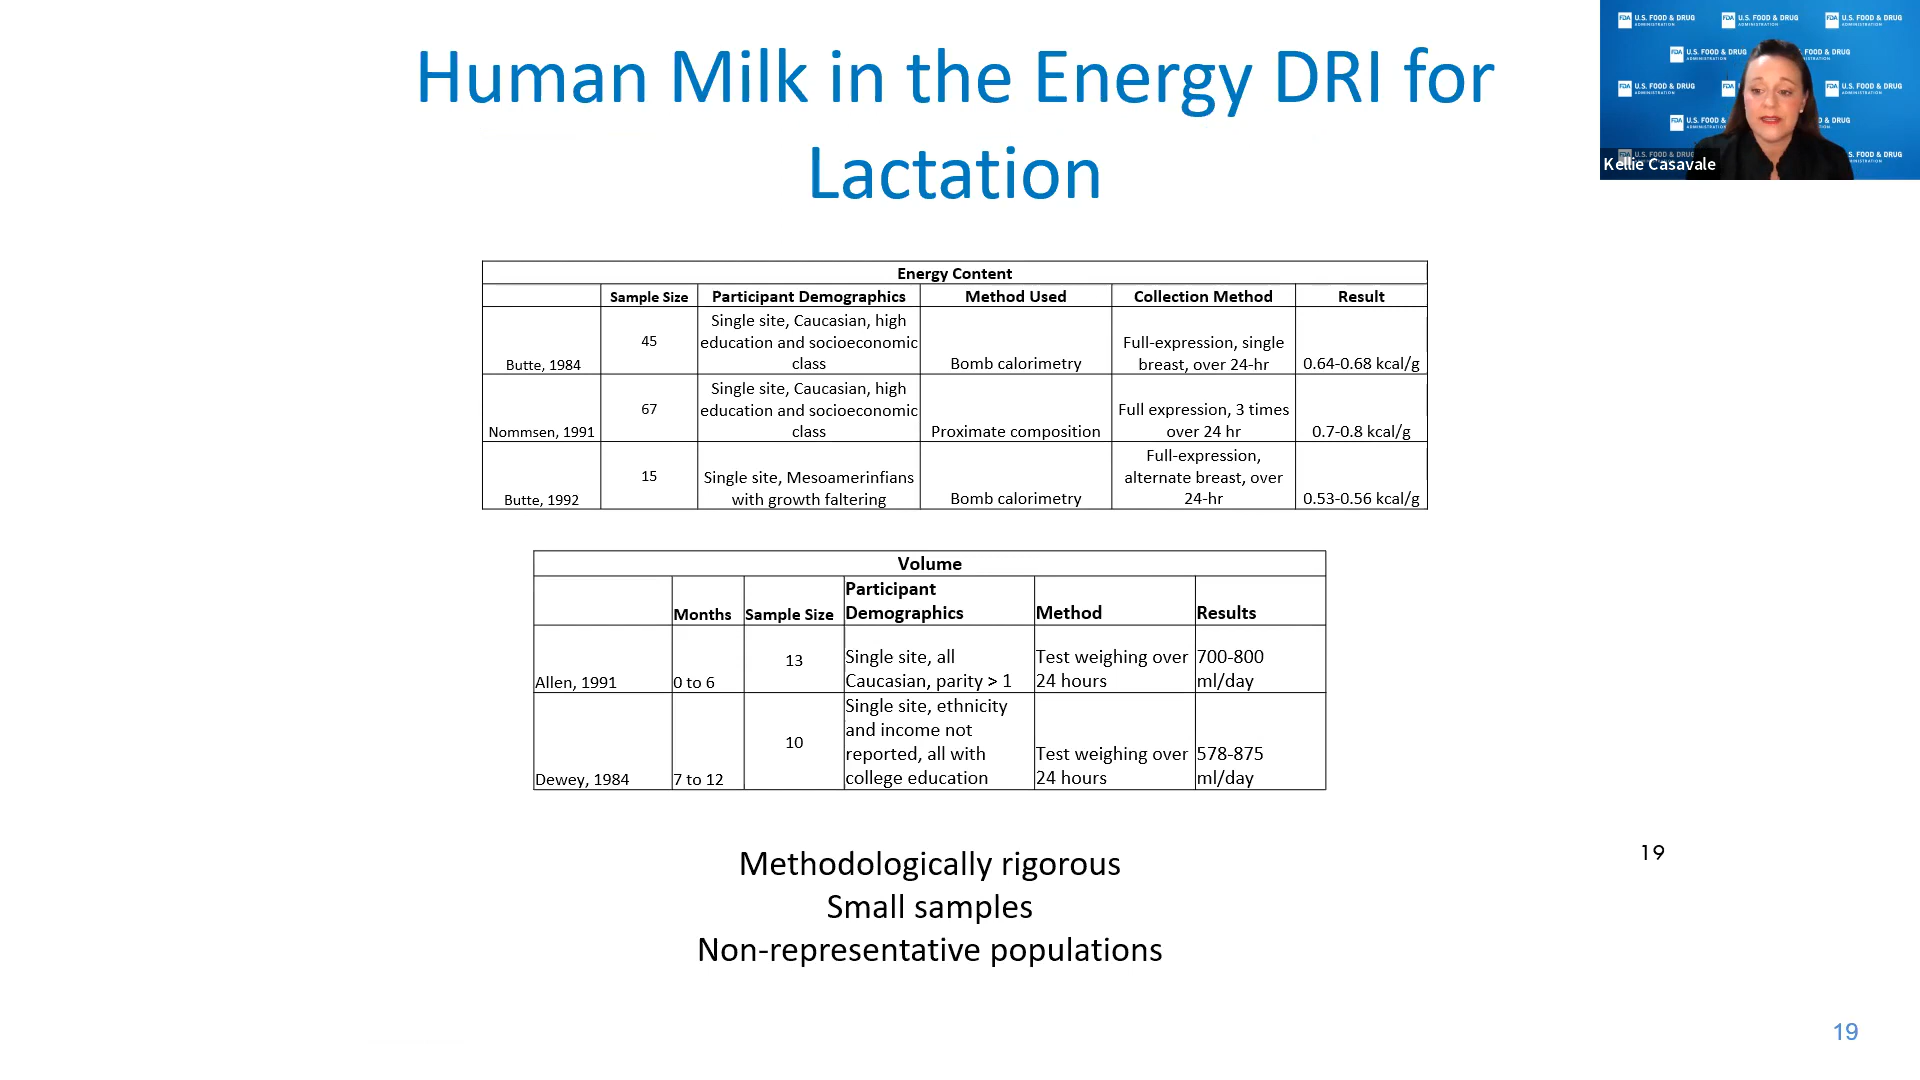 Human Milk in the Energy DRI for
Lactation
U.S. FOOD & DRUG
ADMINISTRATION
Kellie Casavale
Energy Content
Sample Size Participant Demographics Method Used Collection Method Result
Butte, 1984 45 Single site, Caucasian, high education and socioeconomic class Bomb calorimetry Full-expression, single breast, over 24-hr 0.64-0.68 kcal/g
Nommsen, 1991 67 Single site, Caucasian, high education and socioeconomic class Proximate composition Full expression, 3 times over 24 hr 0.7-0.8 kcal/g
Butte, 1992 15 Single site, Mesoamerinfians with growth faltering Bomb calorimetry Full-expression, alternate breast, over 24-hr 0.53-0.56 kcal/g
Volume
Months Sample Size Participant Demographics Method Results
Allen, 1991 0 to 6 13 Single site, all Caucasian, parity > 1 Test weighing over 24 hours 700-800 ml/day
Dewey, 1984 7 to 12 10 Single site, ethnicity and income not reported, all with college education Test weighing over 24 hours 578-875 ml/day
Methodologically rigorous
Small samples
Non-representative populations
19
19